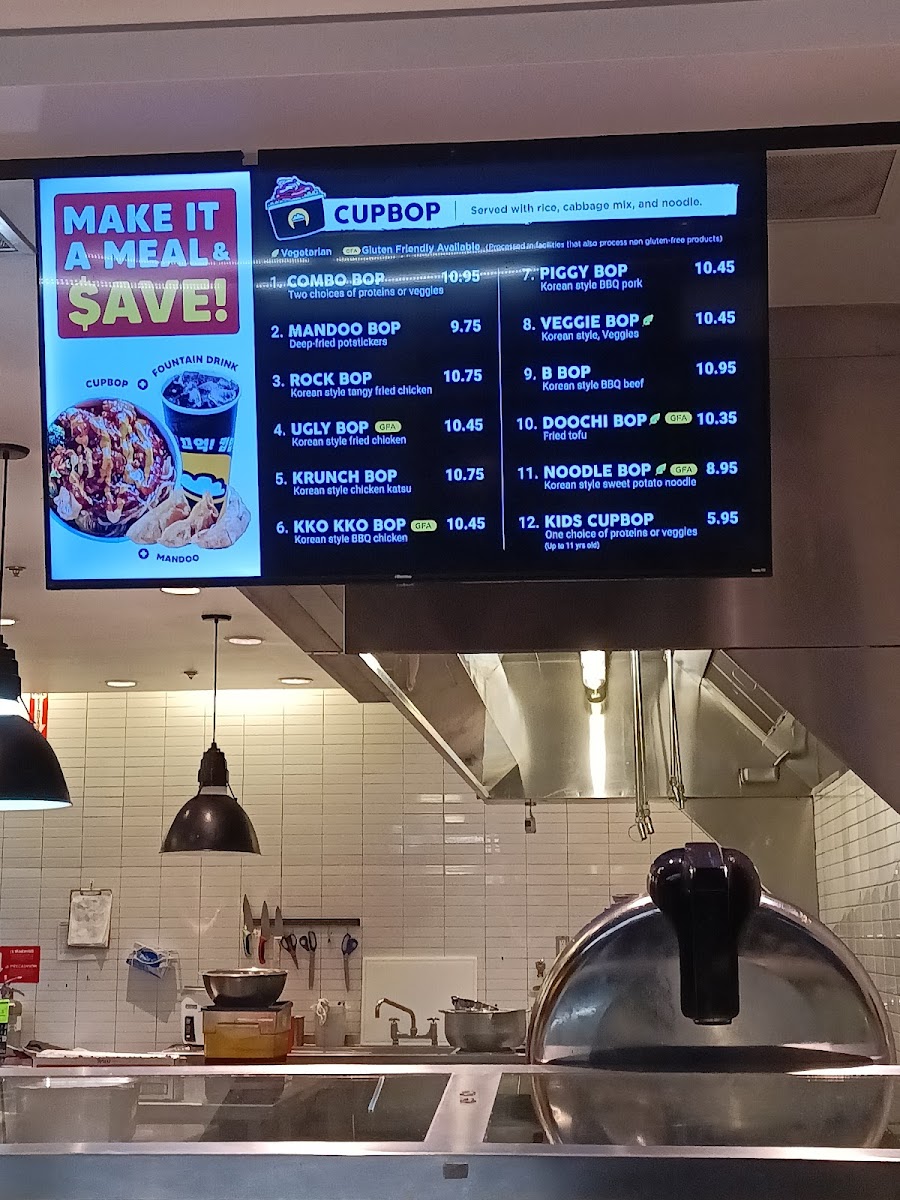 MAKE IT
A MEAL &
$AVE!
CUPBOP + FOUNTAIN DRINK
+ MANDOO
CUPBOP | Served with rice, cabbage mix, and noodle.
Vegetarian GFA Gluten Friendly Available (Processed in facilities that also process non gluten-free products)
1. COMBO BOP 10.95
Two choices of proteins or veggies
2. MANDOO BOP 9.75
Deep-fried potstickers
3. ROCK BOP 10.75
Korean style tangy fried chicken
4. UGLY BOP GFA 10.45
Korean style fried chicken
5. KRUNCH BOP 10.75
Korean style chicken katsu
6. KKO KKO BOP GFA 10.45
Korean style BBQ chicken
7. PIGGY BOP 10.45
Korean style BBQ pork
8. VEGGIE BOP 10.45
Korean style, Veggies
9. B BOP 10.95
Korean style BBQ beef
10. DOOCHI BOP GFA 10.35
Fried tofu
11. NOODLE BOP GFA 8.95
Korean style sweet potato noodle
12. KIDS CUPBOP 5.95
One choice of proteins or veggies
(Up to 11 yrs old)